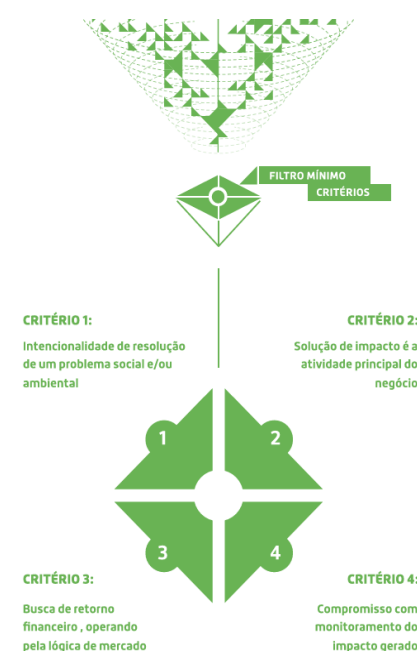 FILTRO MÍNIMO
CRITÉRIOS
CRITÉRIO 1:
Intencionalidade de resolução
de um problema social e/ou
ambiental
CRITÉRIO 2:
Solução de impacto é a
atividade principal do
negócio
1
2
3
4
CRITÉRIO 3:
Busca de retorno
financeiro , operando
pela lógica de mercado
CRITÉRIO 4:
Compromisso com
monitoramento do
impacto gerado